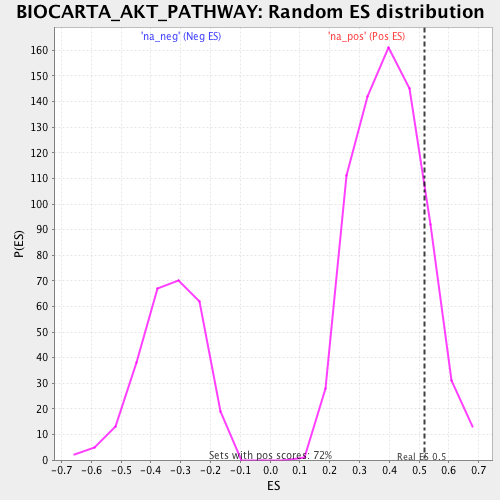 BIOCARTA_AKT_PATHWAY: Random ES distribution
'na_neg' (Neg ES) 'na_pos' (Pos ES)
160
150
140
130
120
110
100
90
80
70
60
50
40
30
20
10
0
P(ES)
Sets with pos scores: 72%
Real ES 0.5
-0.7 -0.6 -0.5 -0.4 -0.3 -0.2 -0.1 0.0 0.1 0.2 0.3 0.4 0.5 0.6 0.7
ES